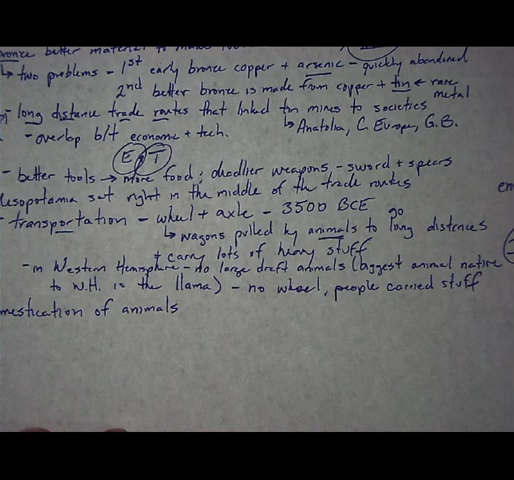 bronze better material to make
↳ two problems - 1st early bronze copper + arsenic - quickly abandoned
2nd better bronze is made from copper + tin ← rare metal
- long distance trade routes that linked tin mines to societies
↳ Anatolia, C. Europe, G.B.
- overlap b/t economic + tech.
E T
- better tools → more food; deadlier weapons - sword + spears
Mesopotamia sat right in the middle of the trade routes
- transportation - wheel + axle - 3500 BCE
↳ wagons pulled by animals to go long distances
+ carry lots of heavy stuff
- in Western Hemisphere - no large draft animals (biggest animal native
to W.H. is the llama) - no wheel, people carried stuff
mestication of animals